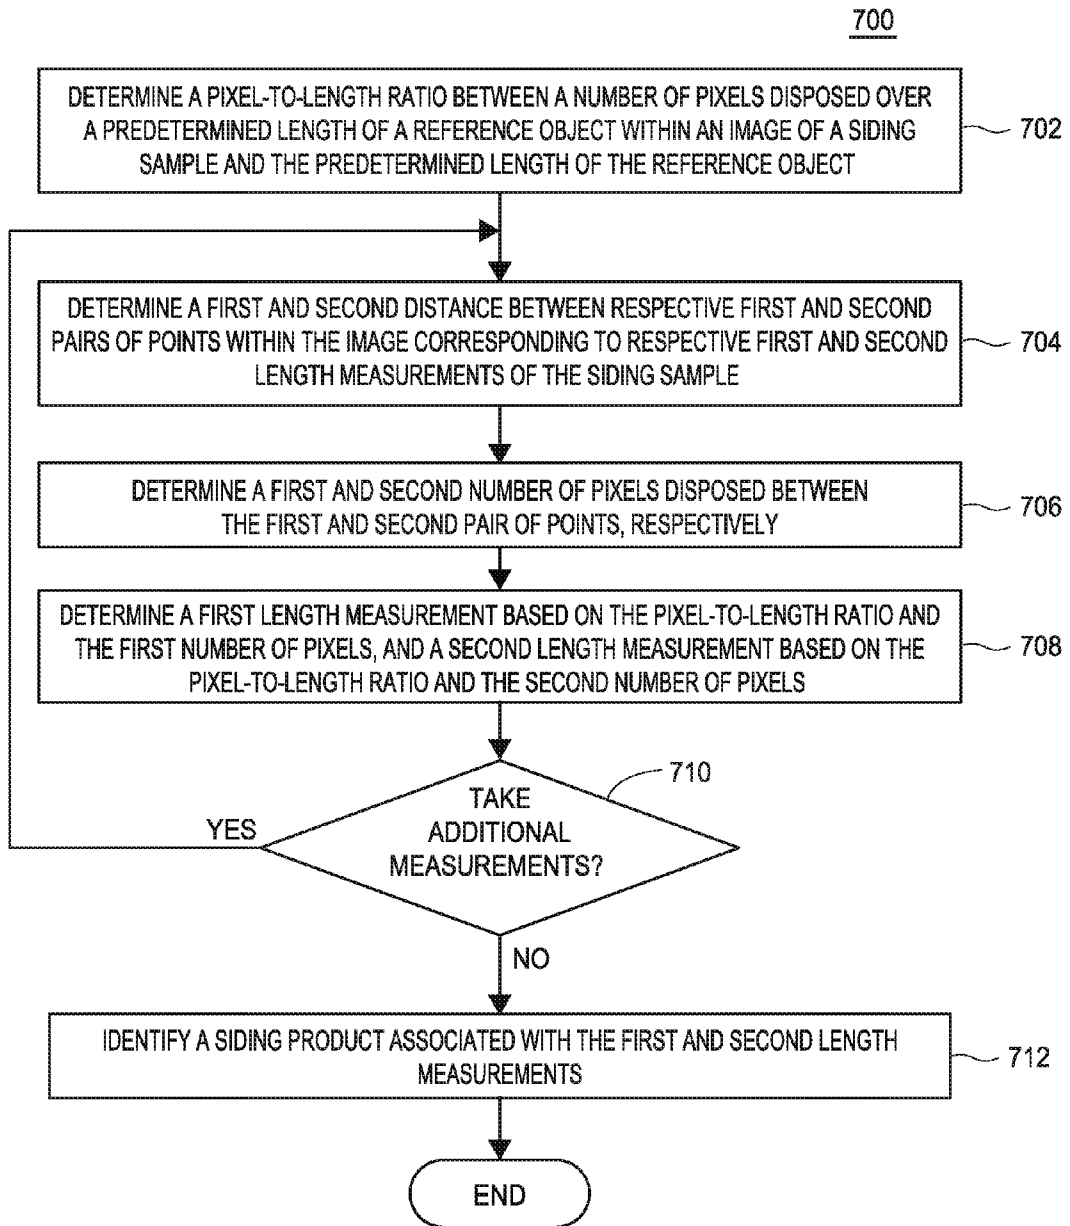 700
DETERMINE A PIXEL-TO-LENGTH RATIO BETWEEN A NUMBER OF PIXELS DISPOSED OVER
A PREDETERMINED LENGTH OF A REFERENCE OBJECT WITHIN AN IMAGE OF A SIDING
SAMPLE AND THE PREDETERMINED LENGTH OF THE REFERENCE OBJECT
702
DETERMINE A FIRST AND SECOND DISTANCE BETWEEN RESPECTIVE FIRST AND SECOND
PAIRS OF POINTS WITHIN THE IMAGE CORRESPONDING TO RESPECTIVE FIRST AND SECOND
LENGTH MEASUREMENTS OF THE SIDING SAMPLE
704
DETERMINE A FIRST AND SECOND NUMBER OF PIXELS DISPOSED BETWEEN
THE FIRST AND SECOND PAIR OF POINTS, RESPECTIVELY
706
DETERMINE A FIRST LENGTH MEASUREMENT BASED ON THE PIXEL-TO-LENGTH RATIO AND
THE FIRST NUMBER OF PIXELS, AND A SECOND LENGTH MEASUREMENT BASED ON THE
PIXEL-TO-LENGTH RATIO AND THE SECOND NUMBER OF PIXELS
708
710
TAKE
ADDITIONAL
MEASUREMENTS?
YES
NO
IDENTIFY A SIDING PRODUCT ASSOCIATED WITH THE FIRST AND SECOND LENGTH
MEASUREMENTS
712
END